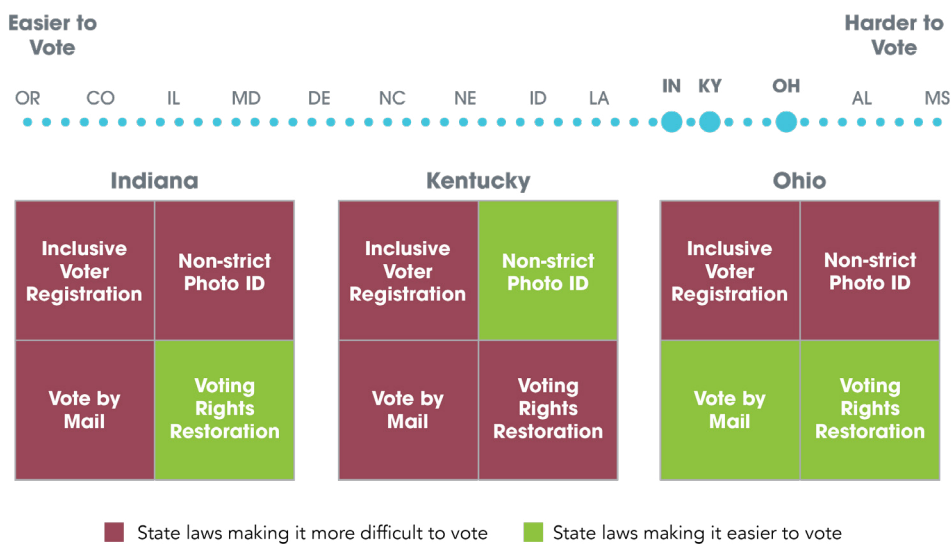 Easier to
Vote
Harder to
Vote
OR CO IL MD DE NC NE ID LA IN KY OH AL MS
Indiana
Inclusive
Voter
Registration
Non-strict
Photo ID
Vote by
Mail
Voting
Rights
Restoration
Kentucky
Inclusive
Voter
Registration
Non-strict
Photo ID
Vote by
Mail
Voting
Rights
Restoration
Ohio
Inclusive
Voter
Registration
Non-strict
Photo ID
Vote by
Mail
Voting
Rights
Restoration
State laws making it more difficult to vote
State laws making it easier to vote